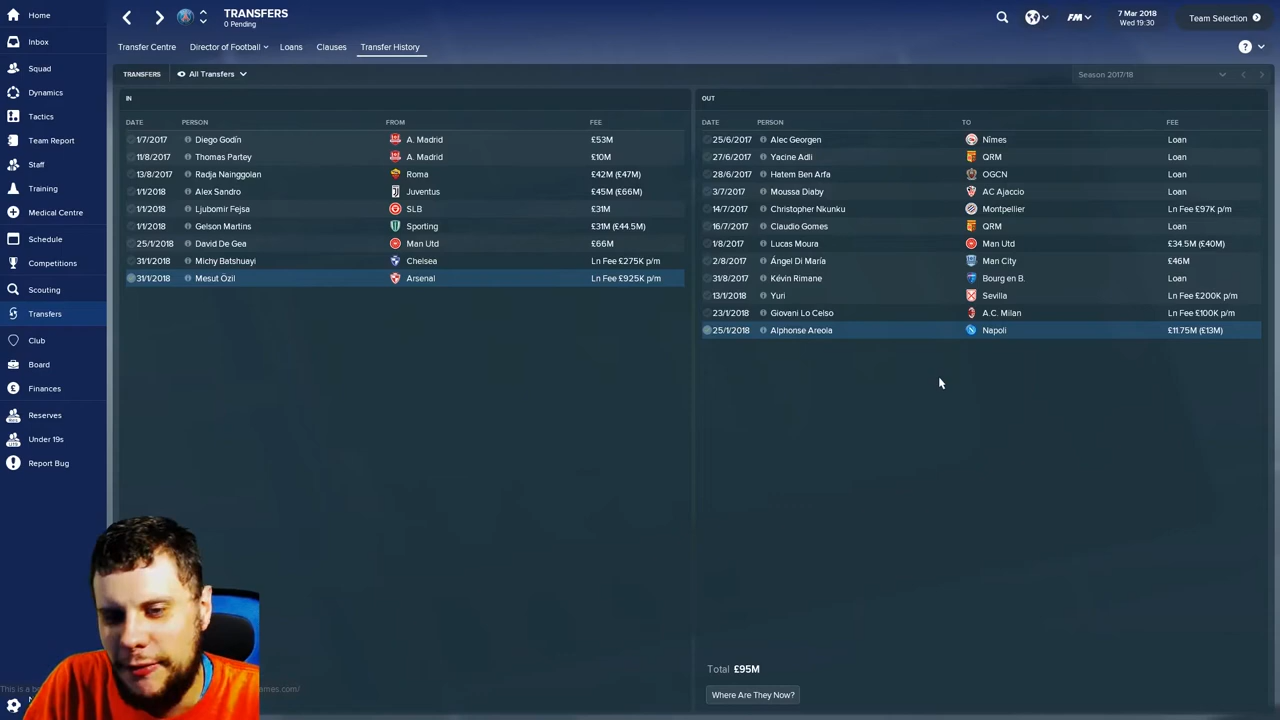 Home
Inbox
Squad
Dynamics
Tactics
Team Report
Staff
Training
Medical Centre
Schedule
Competitions
Scouting
Transfers
Club
Board
Finances
Reserves
Under 19s
Report Bug
TRANSFERS
0 Pending
FM
7 Mar 2018
Wed 19:30
Team Selection
Transfer Centre
Director of Football
Loans
Clauses
Transfer History
?
TRANSFERS All Transfers
Season 2017/18
IN
DATE PERSON FROM FEE
1/7/2017 Diego Godín A. Madrid £53M
11/8/2017 Thomas Partey A. Madrid £10M
13/8/2017 Radja Nainggolan Roma £42M (£47M)
1/1/2018 Alex Sandro Juventus £45M (£66M)
1/1/2018 Ljubomir Fejsa SLB £31M
1/1/2018 Gelson Martins Sporting £31M (£44.5M)
25/1/2018 David De Gea Man Utd £66M
31/1/2018 Michy Batshuayi Chelsea Ln Fee £275K p/m
31/1/2018 Mesut Özil Arsenal Ln Fee £925K p/m
OUT
DATE PERSON TO FEE
25/6/2017 Alec Georgen Nîmes Loan
27/6/2017 Yacine Adli QRM Loan
28/6/2017 Hatem Ben Arfa OGCN Loan
3/7/2017 Moussa Diaby AC Ajaccio Loan
14/7/2017 Christopher Nkunku Montpellier Ln Fee £97K p/m
16/7/2017 Claudio Gomes QRM Loan
1/8/2017 Lucas Moura Man Utd £34.5M (£40M)
2/8/2017 Ángel Di María Man City £46M
31/8/2017 Kévin Rimane Bourg en B. Loan
13/1/2018 Yuri Sevilla Ln Fee £200K p/m
23/1/2018 Giovani Lo Celso A.C. Milan Ln Fee £100K p/m
25/1/2018 Alphonse Areola Napoli £11.75M (£13M)
Total £95M
Where Are They Now?
This is a be
ames.com/